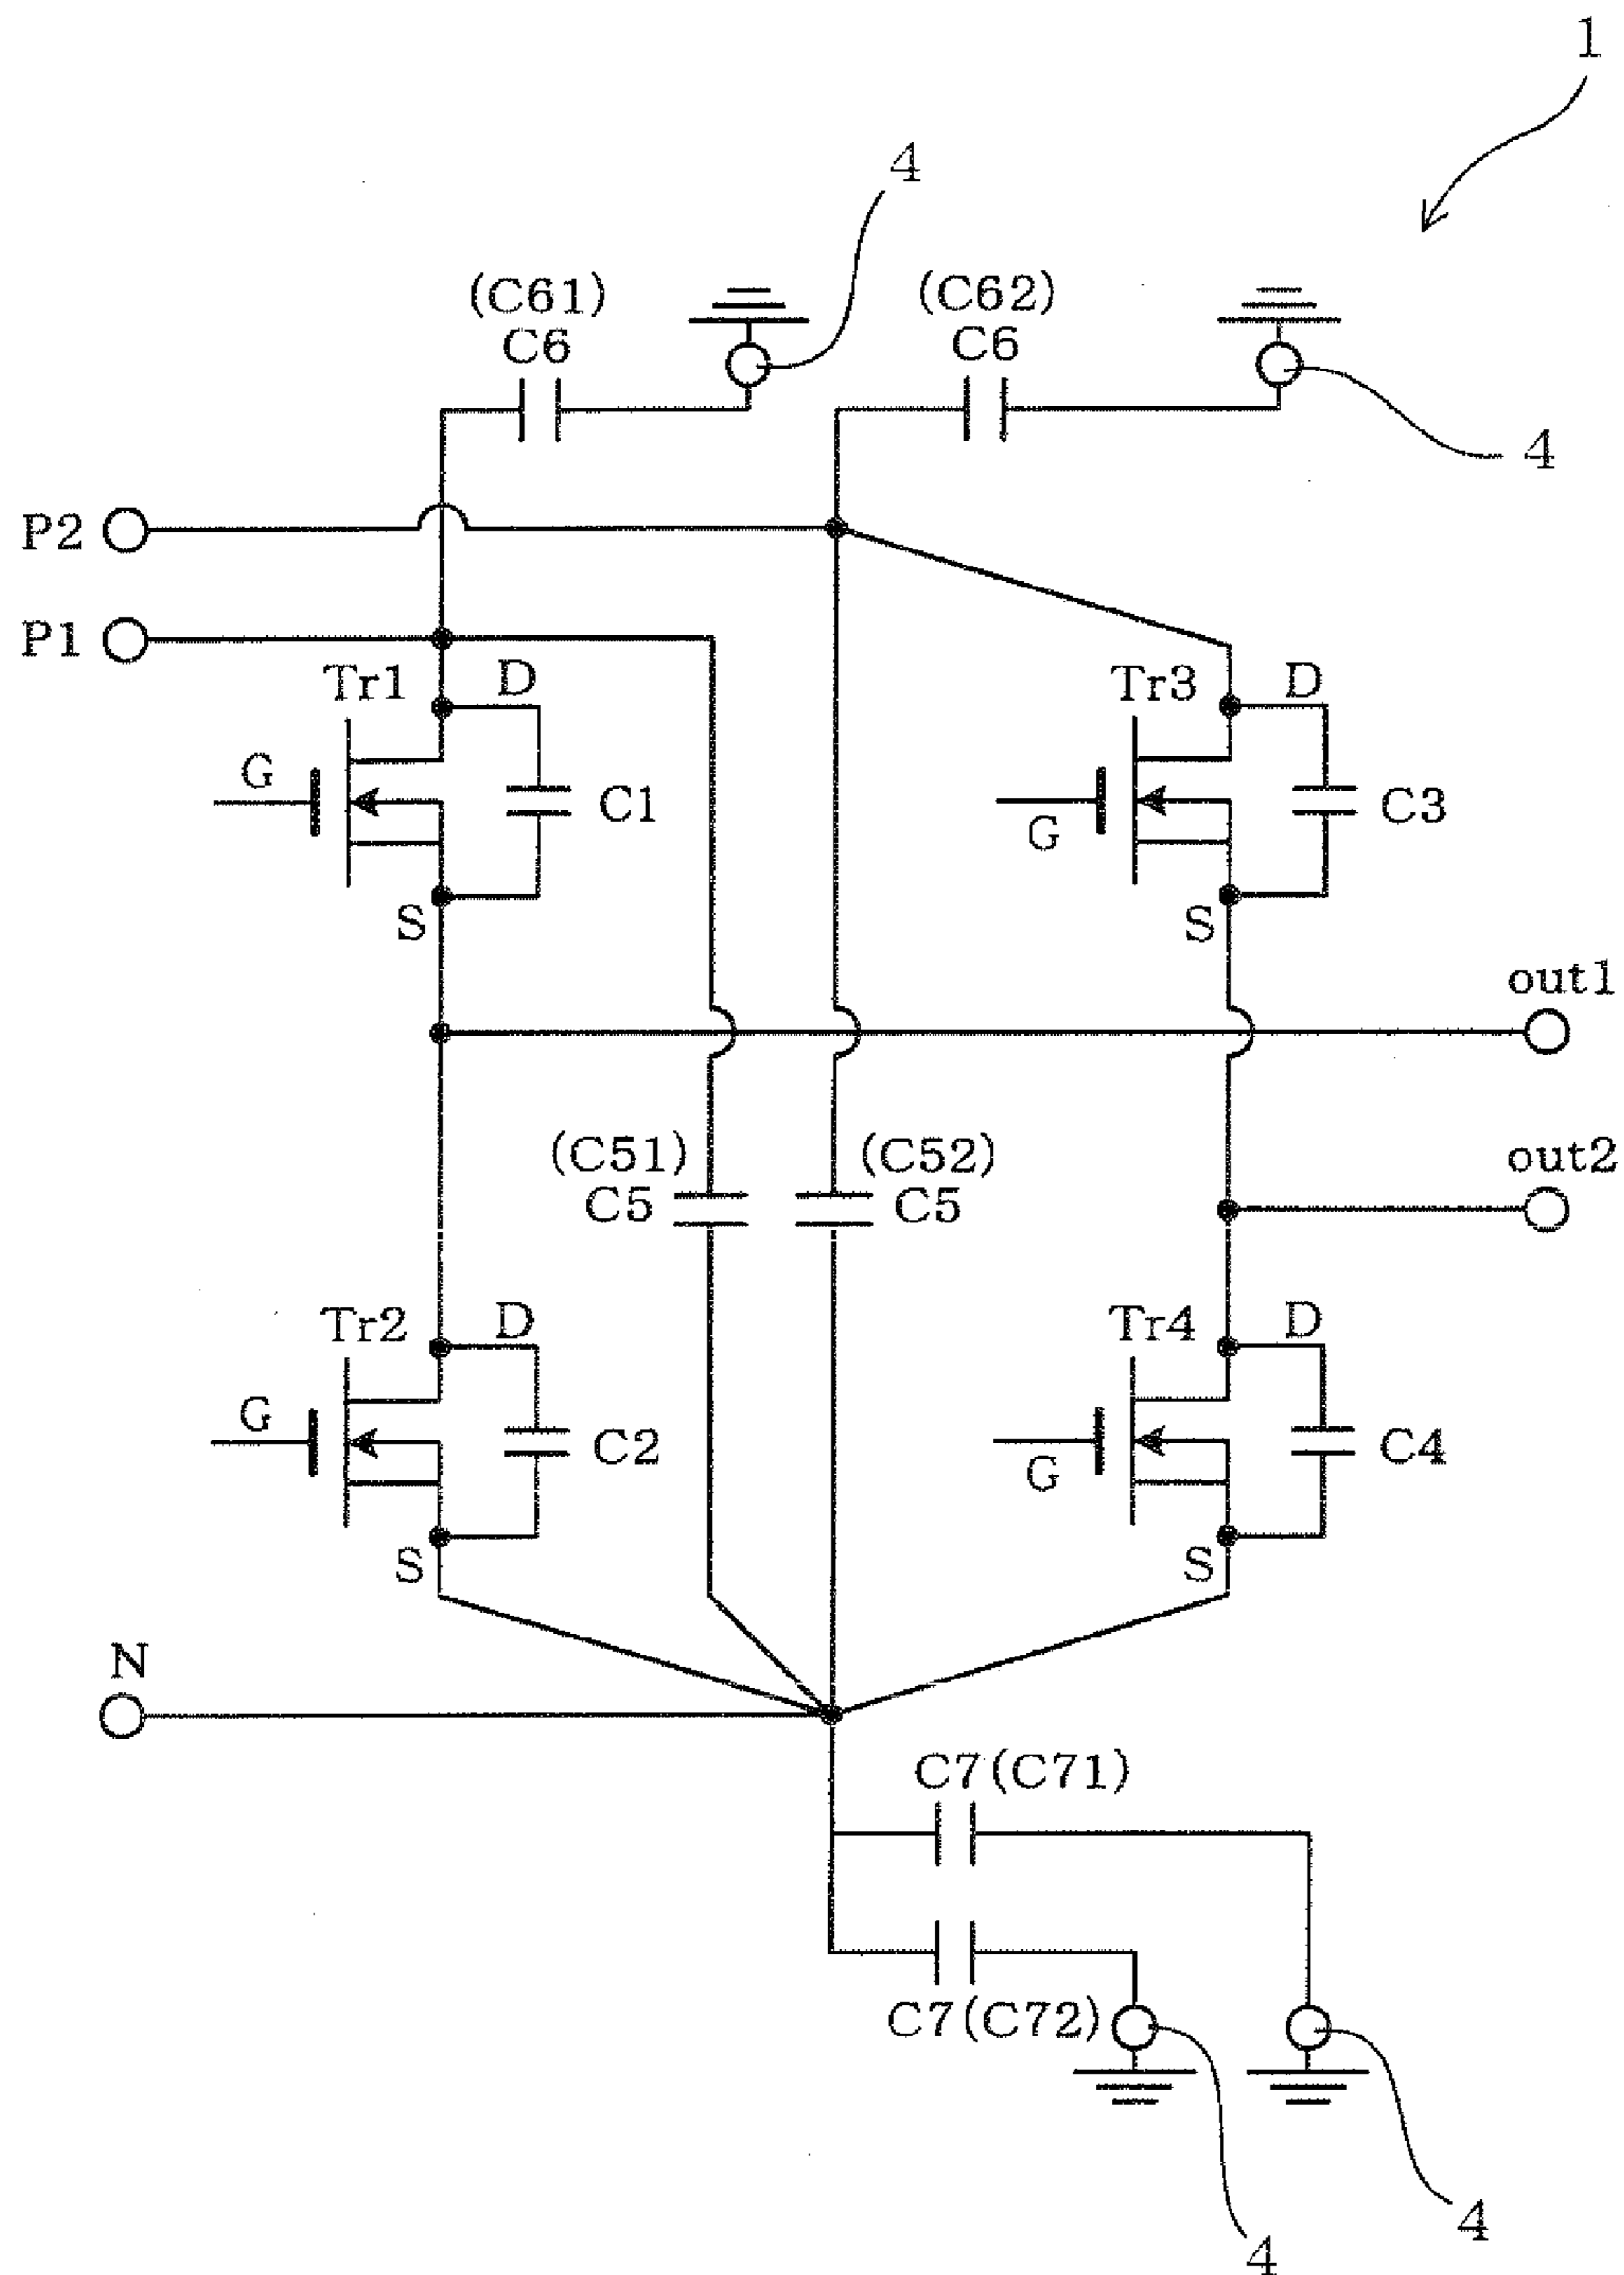 1
4
(C61) (C62)
C6 C6
4
P2
P1
Tr1 D Tr3 D
G C1 G C3
S S
out1
(C51) (C52) out2
C5 C5
Tr2 D Tr4 D
G C2 G C4
S S
N
C7(C71)
C7(C72)
4
4